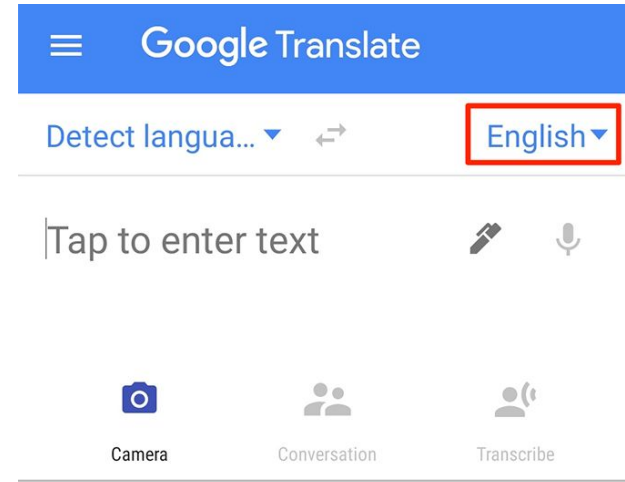 Google Translate
Detect langua... English
Tap to enter text
Camera Conversation Transcribe